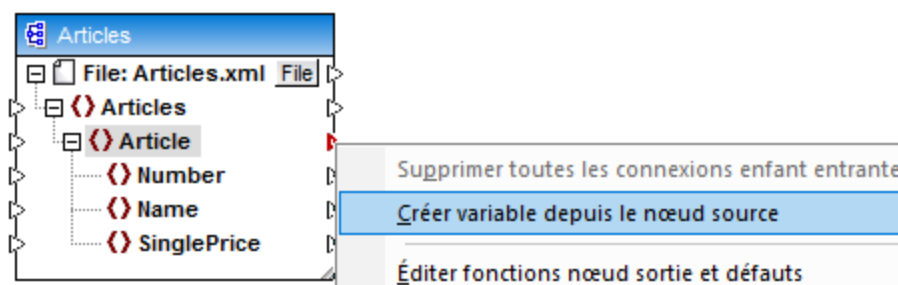 Articles
File: Articles.xml File
Articles
Article
Supprimer toutes les connexions enfant entrante
Number
Créer variable depuis le nœud source
Name
SinglePrice
Éditer fonctions nœud sortie et défauts